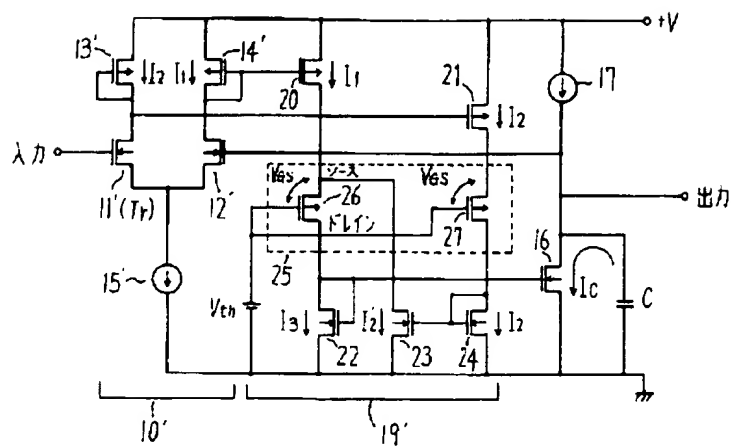 +V
13'
I2
I1
14'
20
I1
21
I2
17
入力
11'(Tr)
12'
VGS
ソース
26
ドレイン
VGS
27
出力
25'
16
Ic
C
15'
Vth
I3
22
I2'
23
24
I2
10'
19'